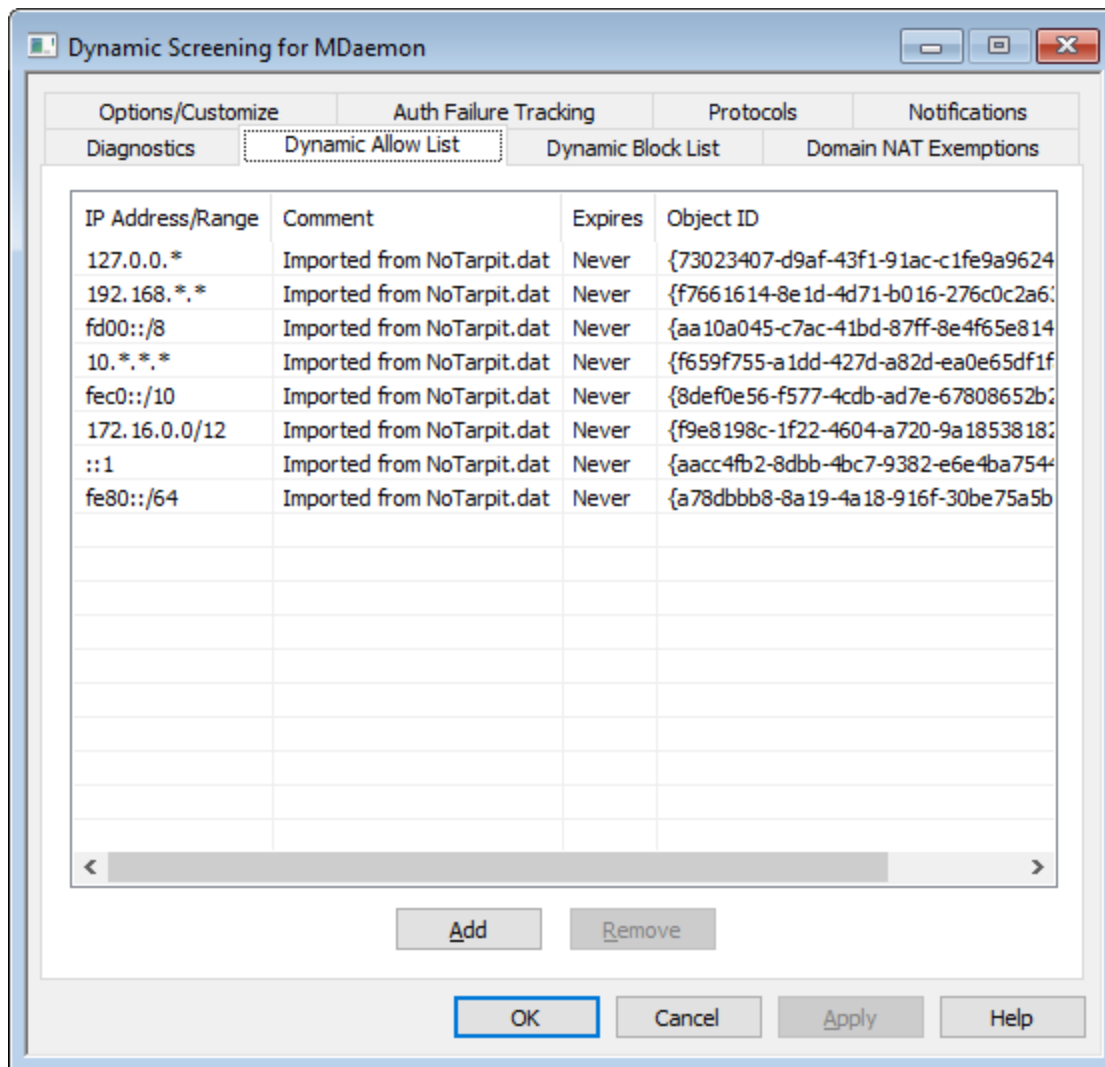 Dynamic Screening for MDaemon
Options/Customize Auth Failure Tracking Protocols Notifications
Diagnostics Dynamic Allow List Dynamic Block List Domain NAT Exemptions
IP Address/Range Comment Expires Object ID
127.0.0.* Imported from NoTarpit.dat Never {73023407-d9af-43f1-91ac-c1fe9a9624
192.168.*.* Imported from NoTarpit.dat Never {f7661614-8e1d-4d71-b016-276c0c2a63
fd00::/8 Imported from NoTarpit.dat Never {aa10a045-c7ac-41bd-87ff-8e4f65e814
10.*.*.* Imported from NoTarpit.dat Never {f659f755-a1dd-427d-a82d-ea0e65df1f
fec0::/10 Imported from NoTarpit.dat Never {8def0e56-f577-4cdb-ad7e-67808652b2
172.16.0.0/12 Imported from NoTarpit.dat Never {f9e8198c-1f22-4604-a720-9a18538182
::1 Imported from NoTarpit.dat Never {aacc4fb2-8dbb-4bc7-9382-e6e4ba7544
fe80::/64 Imported from NoTarpit.dat Never {a78dbbb8-8a19-4a18-916f-30be75a5b
Add Remove
OK Cancel Apply Help